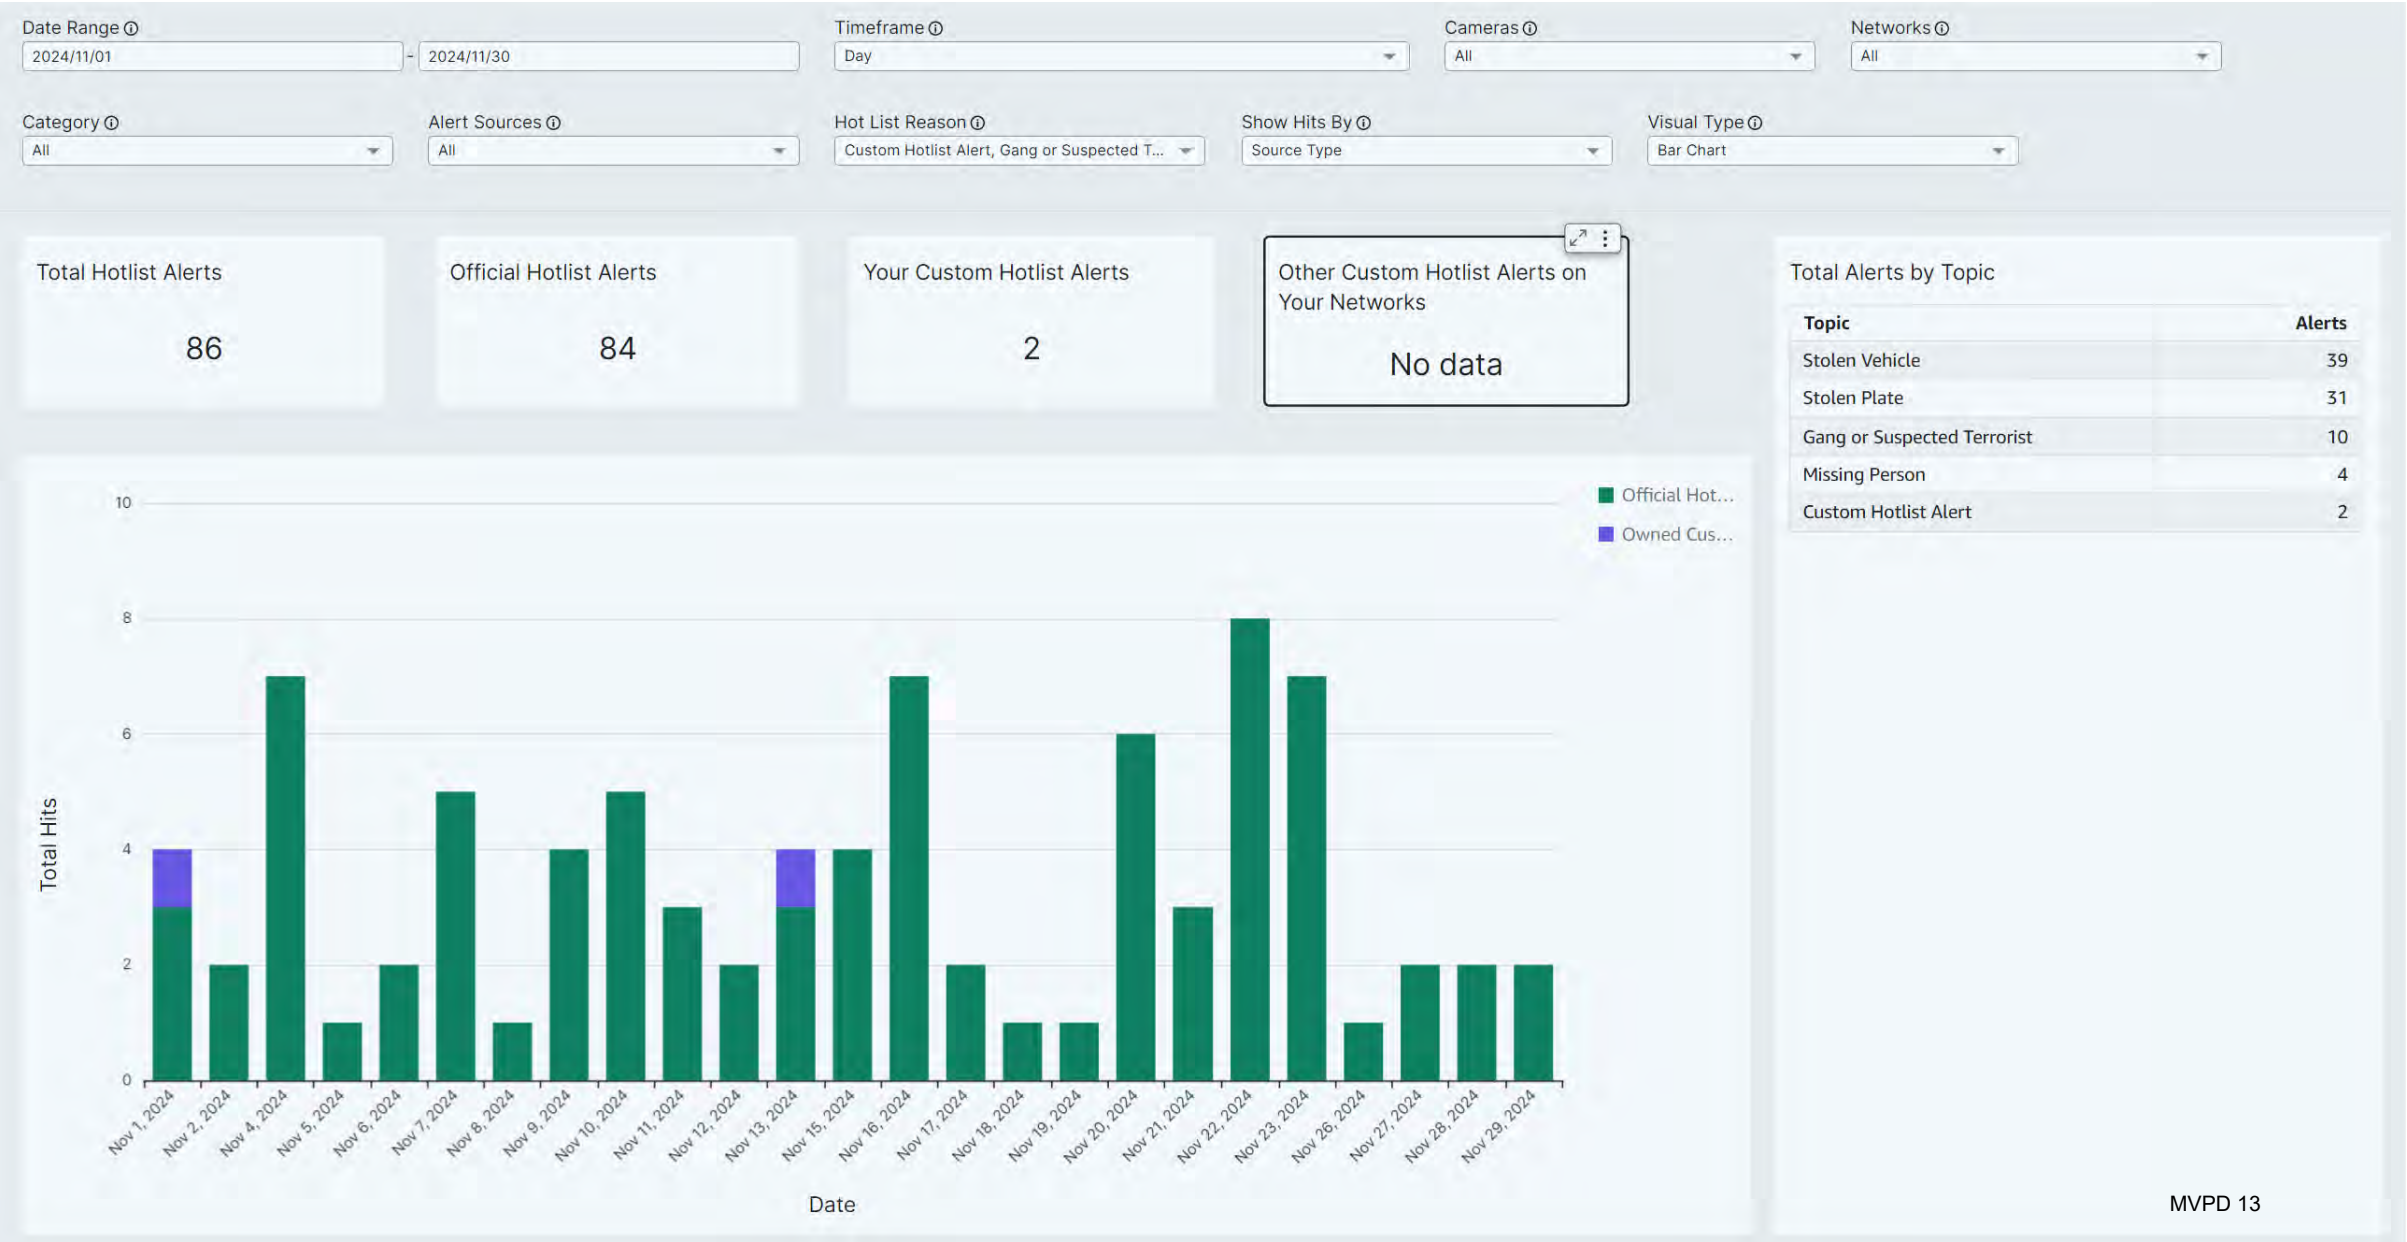 Date Range
2024/11/01 - 2024/11/30
Timeframe
Day
Cameras
All
Networks
All
Category
All
Alert Sources
All
Hot List Reason
Custom Hotlist Alert, Gang or Suspected T...
Show Hits By
Source Type
Visual Type
Bar Chart
Total Hotlist Alerts
86
Official Hotlist Alerts
84
Your Custom Hotlist Alerts
2
Other Custom Hotlist Alerts on
Your Networks
No data
Total Alerts by Topic
Topic Alerts
Stolen Vehicle 39
Stolen Plate 31
Gang or Suspected Terrorist 10
Missing Person 4
Custom Hotlist Alert 2
Official Hot...
Owned Cus...
Total Hits
10
8
6
4
2
0
Nov 1, 2024
Nov 2, 2024
Nov 4, 2024
Nov 5, 2024
Nov 6, 2024
Nov 7, 2024
Nov 8, 2024
Nov 9, 2024
Nov 10, 2024
Nov 11, 2024
Nov 12, 2024
Nov 13, 2024
Nov 15, 2024
Nov 16, 2024
Nov 17, 2024
Nov 18, 2024
Nov 19, 2024
Nov 20, 2024
Nov 21, 2024
Nov 22, 2024
Nov 23, 2024
Nov 26, 2024
Nov 27, 2024
Nov 28, 2024
Nov 29, 2024
Date
MVPD 13